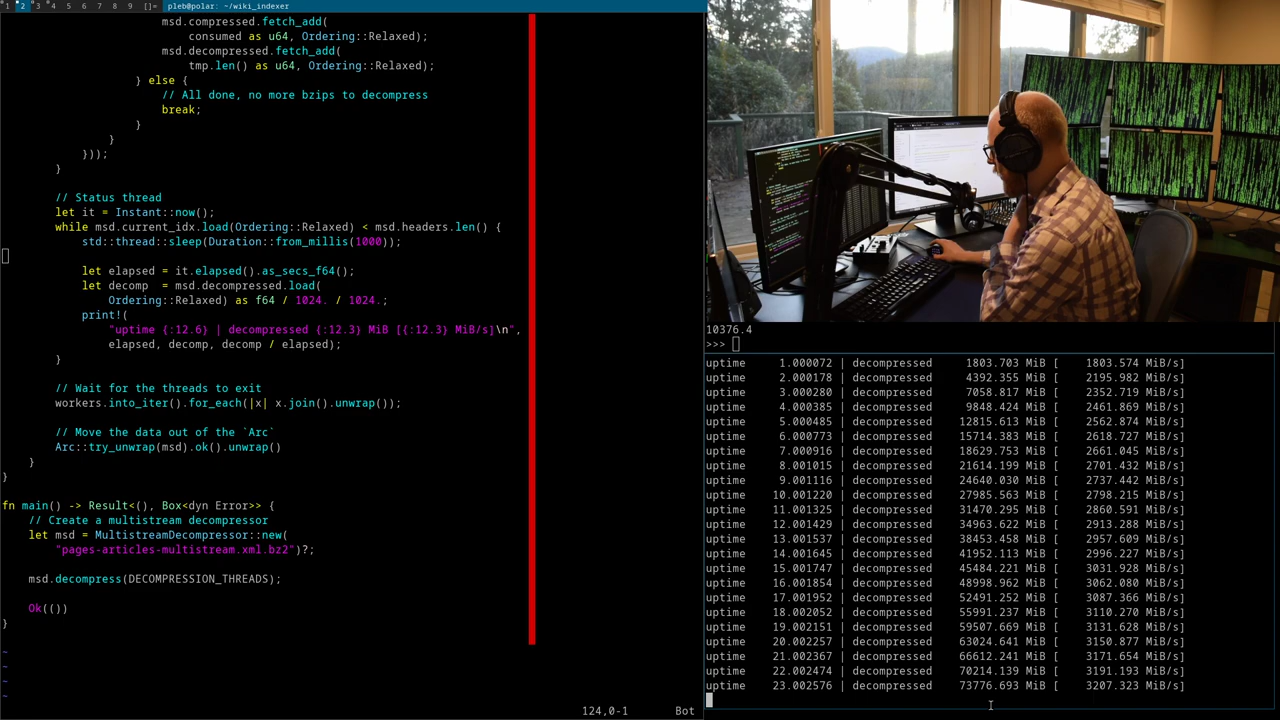 1 2 3 4 5 6 7 8 9 []= pleb@polar: ~/wiki_indexer
msd.compressed.fetch_add(
consumed as u64, Ordering::Relaxed);
msd.decompressed.fetch_add(
tmp.len() as u64, Ordering::Relaxed);
} else {
// All done, no more bzips to decompress
break;
}
}
}));
}
// Status thread
let it = Instant::now();
while msd.current_idx.load(Ordering::Relaxed) < msd.headers.len() {
std::thread::sleep(Duration::from_millis(1000));
let elapsed = it.elapsed().as_secs_f64();
let decomp  = msd.decompressed.load(
Ordering::Relaxed) as f64 / 1024. / 1024.;
print!(
"uptime {:12.6} | decompressed {:12.3} MiB [{:12.3} MiB/s]\n",
elapsed, decomp, decomp / elapsed);
}
// Wait for the threads to exit
workers.into_iter().for_each(|x| x.join().unwrap());
// Move the data out of the `Arc`
Arc::try_unwrap(msd).ok().unwrap()
}
}
fn main() -> Result<(), Box<dyn Error>> {
// Create a multistream decompressor
let msd = MultistreamDecompressor::new(
"pages-articles-multistream.xml.bz2")?;
msd.decompress(DECOMPRESSION_THREADS);
Ok(())
}
~
~
~
~
124,0-1 Bot
10376.4
>>>
uptime 1.000072 | decompressed 1803.703 MiB [ 1803.574 MiB/s]
uptime 2.000178 | decompressed 4392.355 MiB [ 2195.982 MiB/s]
uptime 3.000280 | decompressed 7058.817 MiB [ 2352.719 MiB/s]
uptime 4.000385 | decompressed 9848.424 MiB [ 2461.869 MiB/s]
uptime 5.000485 | decompressed 12815.613 MiB [ 2562.874 MiB/s]
uptime 6.000773 | decompressed 15714.383 MiB [ 2618.727 MiB/s]
uptime 7.000916 | decompressed 18629.753 MiB [ 2661.045 MiB/s]
uptime 8.001015 | decompressed 21614.199 MiB [ 2701.432 MiB/s]
uptime 9.001116 | decompressed 24640.030 MiB [ 2737.442 MiB/s]
uptime 10.001220 | decompressed 27985.563 MiB [ 2798.215 MiB/s]
uptime 11.001325 | decompressed 31470.295 MiB [ 2860.591 MiB/s]
uptime 12.001429 | decompressed 34963.622 MiB [ 2913.288 MiB/s]
uptime 13.001537 | decompressed 38453.458 MiB [ 2957.609 MiB/s]
uptime 14.001645 | decompressed 41952.113 MiB [ 2996.227 MiB/s]
uptime 15.001747 | decompressed 45484.221 MiB [ 3031.928 MiB/s]
uptime 16.001854 | decompressed 48998.962 MiB [ 3062.080 MiB/s]
uptime 17.001952 | decompressed 52491.252 MiB [ 3087.366 MiB/s]
uptime 18.002052 | decompressed 55991.237 MiB [ 3110.270 MiB/s]
uptime 19.002151 | decompressed 59507.669 MiB [ 3131.628 MiB/s]
uptime 20.002257 | decompressed 63024.641 MiB [ 3150.877 MiB/s]
uptime 21.002367 | decompressed 66612.241 MiB [ 3171.654 MiB/s]
uptime 22.002474 | decompressed 70214.139 MiB [ 3191.193 MiB/s]
uptime 23.002576 | decompressed 73776.693 MiB [ 3207.323 MiB/s]